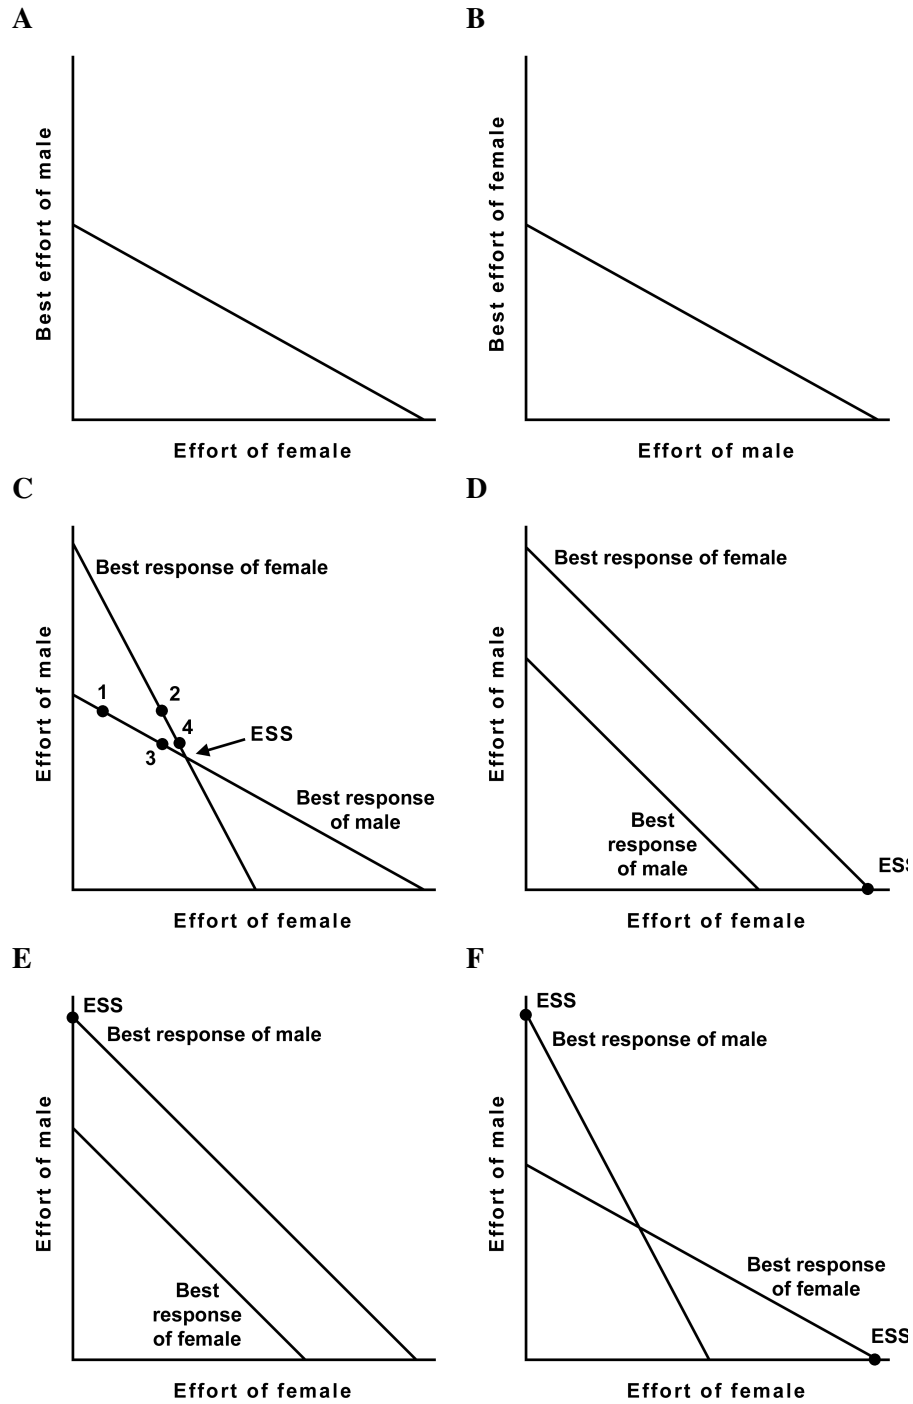 A
Best effort of male
Effort of female
B
Best effort of female
Effort of male
C
Effort of male
Best response of female
1
2
4
3
ESS
Best response
of male
Effort of female
D
Effort of male
Best response of female
Best
response
of male
ESS
Effort of female
E
Effort of male
ESS
Best response of male
Best
response
of female
Effort of female
F
Effort of male
ESS
Best response of male
Best response
of female
ESS
Effort of female